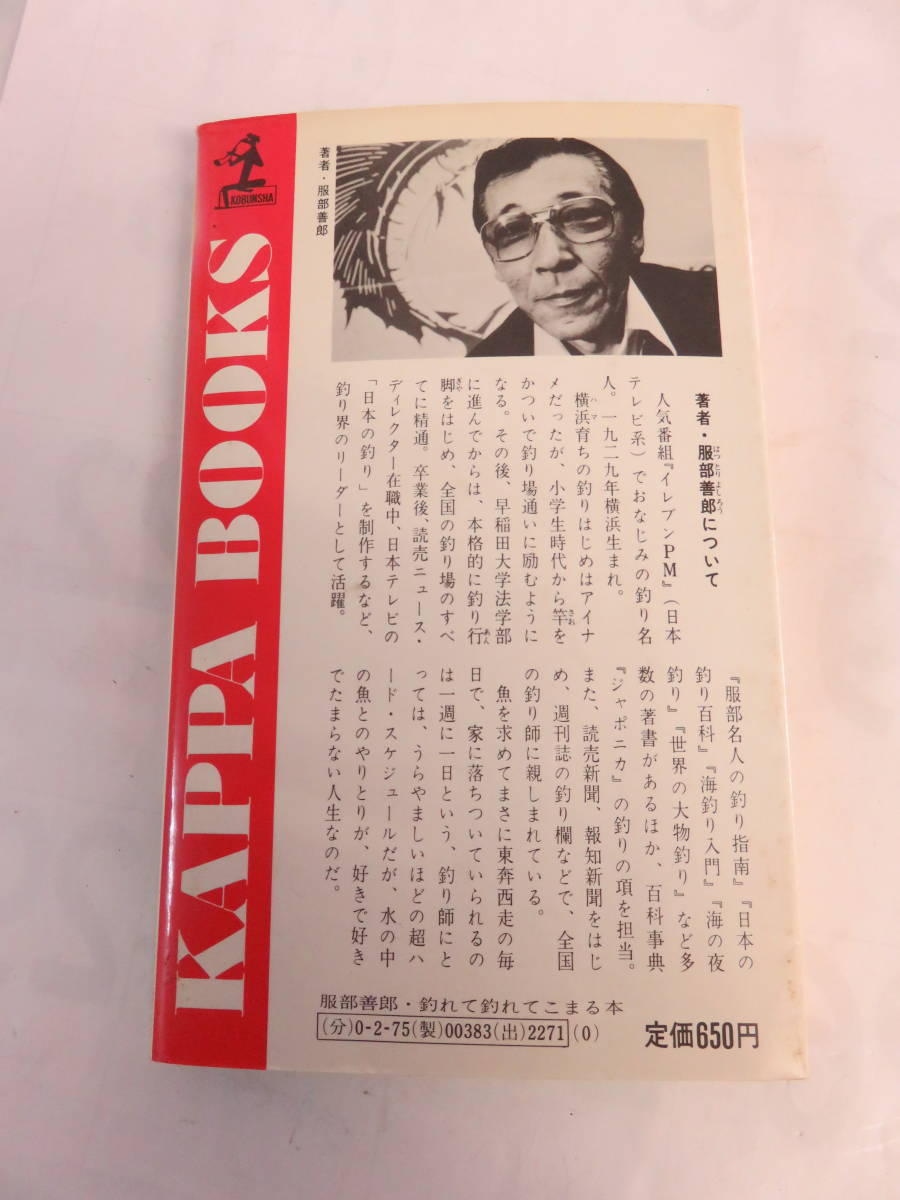 KOBUNSHA
KAPPA BOOKS
著者・服部善郎
著者・服部善郎について
はつとりよしろう
人気番組『イレブンPM』（日本
テレビ系）でおなじみの釣り名
人。一九二九年横浜生まれ。
横浜育ちの釣りはじめはアイナ
ハマ
メだったが、小学生時代から竿を
さお
かついで釣り場通いに励むように
なる。その後、早稲田大学法学部
に進んでからは、本格的に釣り行
あん
脚をはじめ、全国の釣り場のすべ
ぎや
てに精通。卒業後、読売ニュース・
ディレクター在職中、日本テレビの
「日本の釣り」を制作するなど、
釣り界のリーダーとして活躍。
『服部名人の釣り指南』『日本の
釣り百科』『海釣り入門』『海の夜
釣り』『世界の大物釣り』など多
数の著書があるほか、百科事典
『ジャポニカ』の釣りの項を担当。
また、読売新聞、報知新聞をはじ
め、週刊誌の釣り欄などで、全国
の釣り師に親しまれている。
魚を求めてまさに東奔西走の毎
日で、家に落ちついていられるの
は一週に一日という、釣り師にと
っては、うらやましいほどの超ハ
ード・スケジュールだが、水の中
の魚とのやりとりが、好きで好き
でたまらない人生なのだ。
服部善郎・釣れて釣れてこまる本
(分)0-2-75(製)00383(出)2271(0)
定価650円